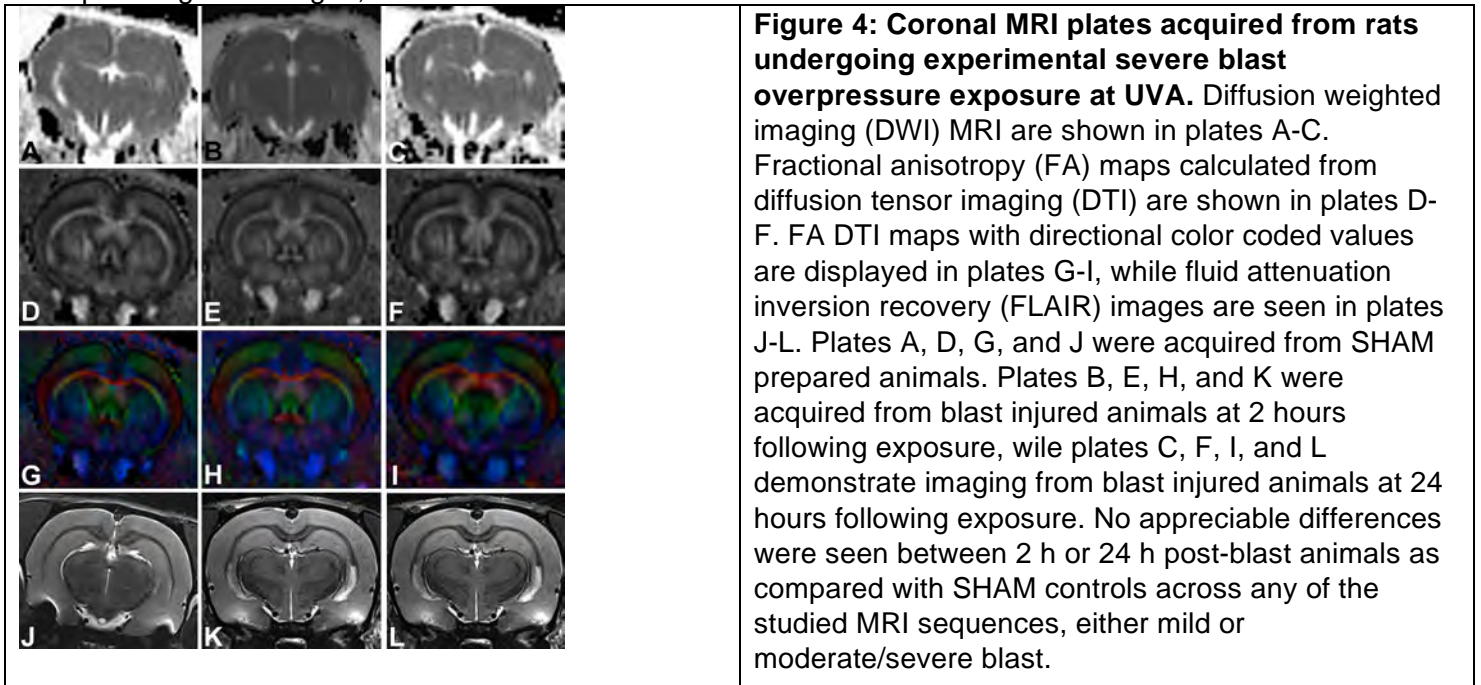 A B C
D E F
G H I
J K L
Figure 4: Coronal MRI plates acquired from rats
undergoing experimental severe blast
overpressure exposure at UVA. Diffusion weighted
imaging (DWI) MRI are shown in plates A-C.
Fractional anisotropy (FA) maps calculated from
diffusion tensor imaging (DTI) are shown in plates D-
F. FA DTI maps with directional color coded values
are displayed in plates G-I, while fluid attenuation
inversion recovery (FLAIR) images are seen in plates
J-L. Plates A, D, G, and J were acquired from SHAM
prepared animals. Plates B, E, H, and K were
acquired from blast injured animals at 2 hours
following exposure, wile plates C, F, I, and L
demonstrate imaging from blast injured animals at 24
hours following exposure. No appreciable differences
were seen between 2 h or 24 h post-blast animals as
compared with SHAM controls across any of the
studied MRI sequences, either mild or
moderate/severe blast.